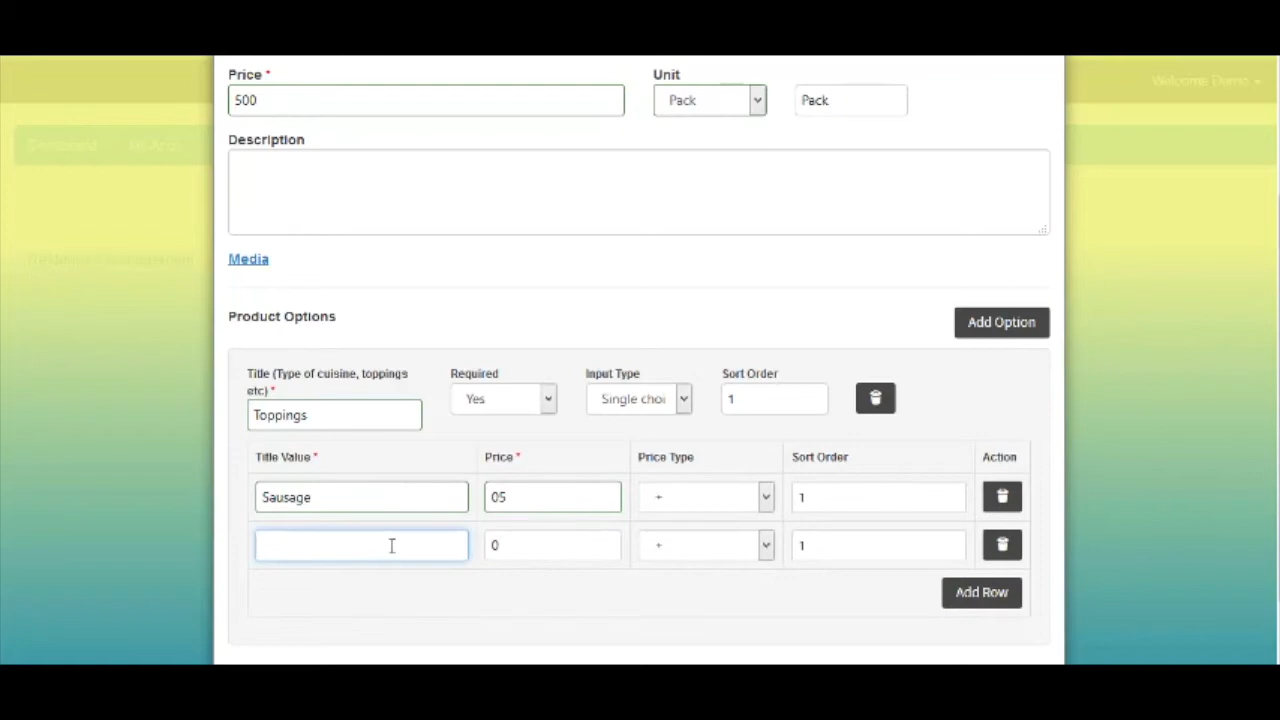 Price *
Unit
500
Pack
Pack
Welcome Demo
Description
Media
Product Options
Add Option
Title (Type of cuisine, toppings
etc) *
Required
Input Type
Sort Order
Toppings
Yes
Single choi
1
Title Value *
Price *
Price Type
Sort Order
Action
Sausage
05
+
1
0
+
1
Add Row